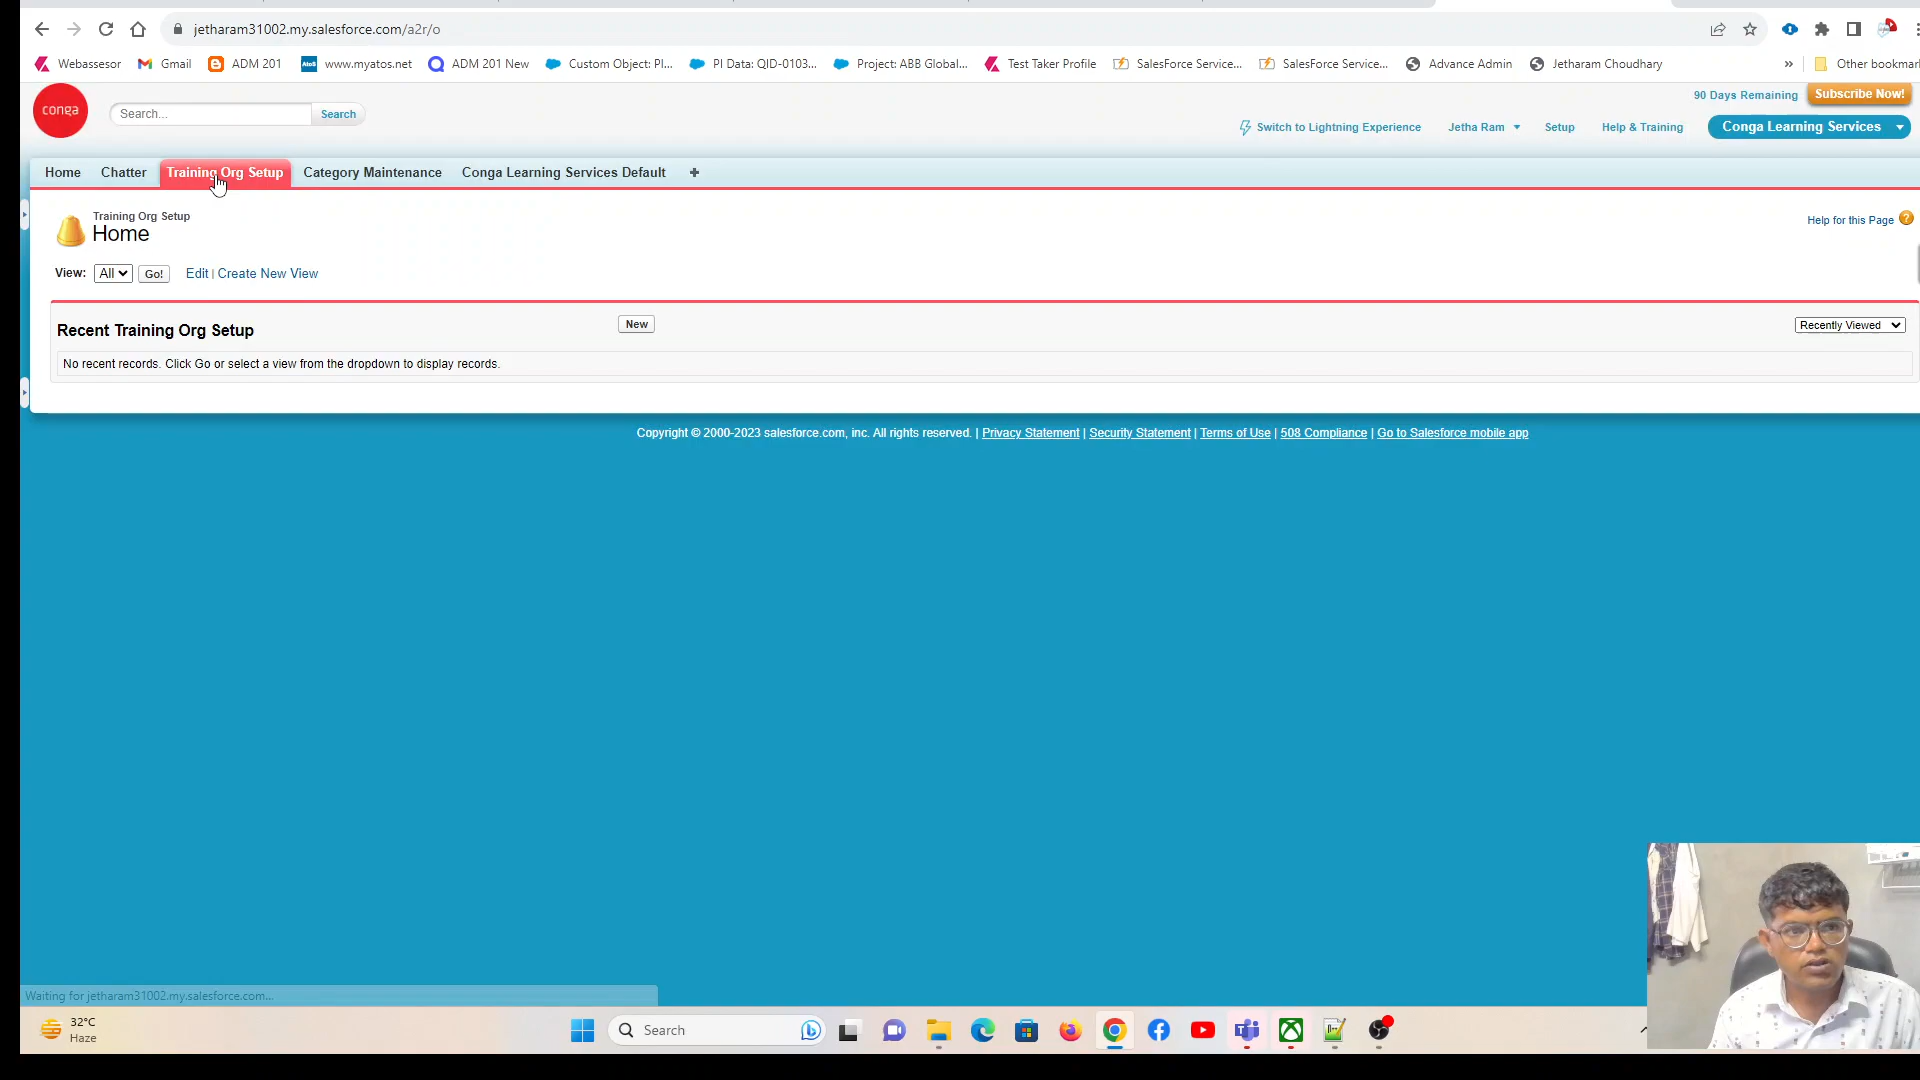 jetharam31002.my.salesforce.com/a2r/o
Webassesor
Gmail
ADM 201
www.myatos.net
ADM 201 New
Custom Object: Pl...
PI Data: QID-0103...
Project: ABB Global...
Test Taker Profile
SalesForce Service...
SalesForce Service...
Advance Admin
Jetharam Choudhary
»
Other bookmar
conga
Search...
Search
90 Days Remaining
Subscribe Now!
Switch to Lightning Experience
Jetha Ram
Setup
Help & Training
Conga Learning Services
Home
Chatter
Training Org Setup
Category Maintenance
Conga Learning Services Default
+
Training Org Setup
Home
Help for this Page
View:
All
Go!
Edit | Create New View
Recent Training Org Setup
New
Recently Viewed
No recent records. Click Go or select a view from the dropdown to display records.
Copyright © 2000-2023 salesforce.com, inc. All rights reserved. | Privacy Statement | Security Statement | Terms of Use | 508 Compliance | Go to Salesforce mobile app
Waiting for jetharam31002.my.salesforce.com...
32°C
Haze
Search